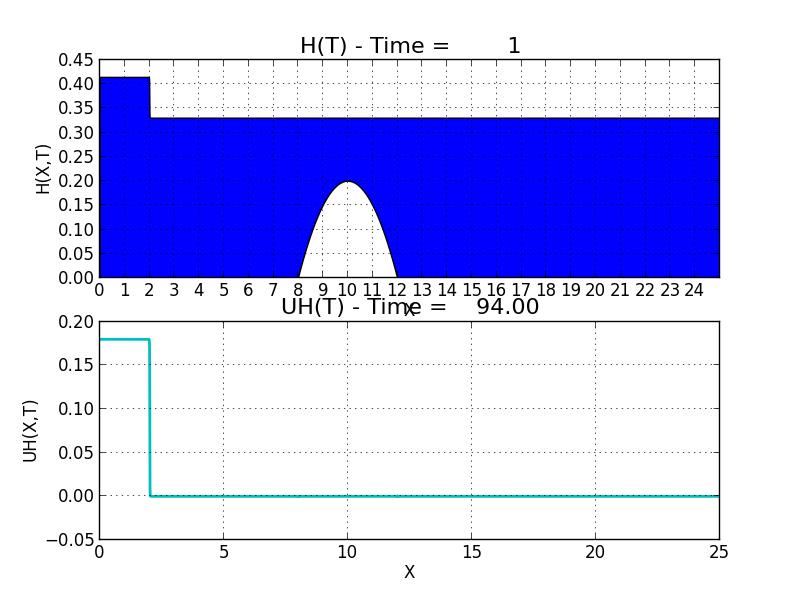 H(T) - Time = 1
0.45
0.40
0.35
0.30
0.25
0.20
0.15
0.10
0.05
0.00
H(X,T)
0 1 2 3 4 5 6 7 8 9 10 11 12 13 14 15 16 17 18 19 20 21 22 23 24
X
UH(T) - Time = 94.00
0.20
0.15
0.10
0.05
0.00
−0.05
UH(X,T)
0 5 10 15 20 25
X